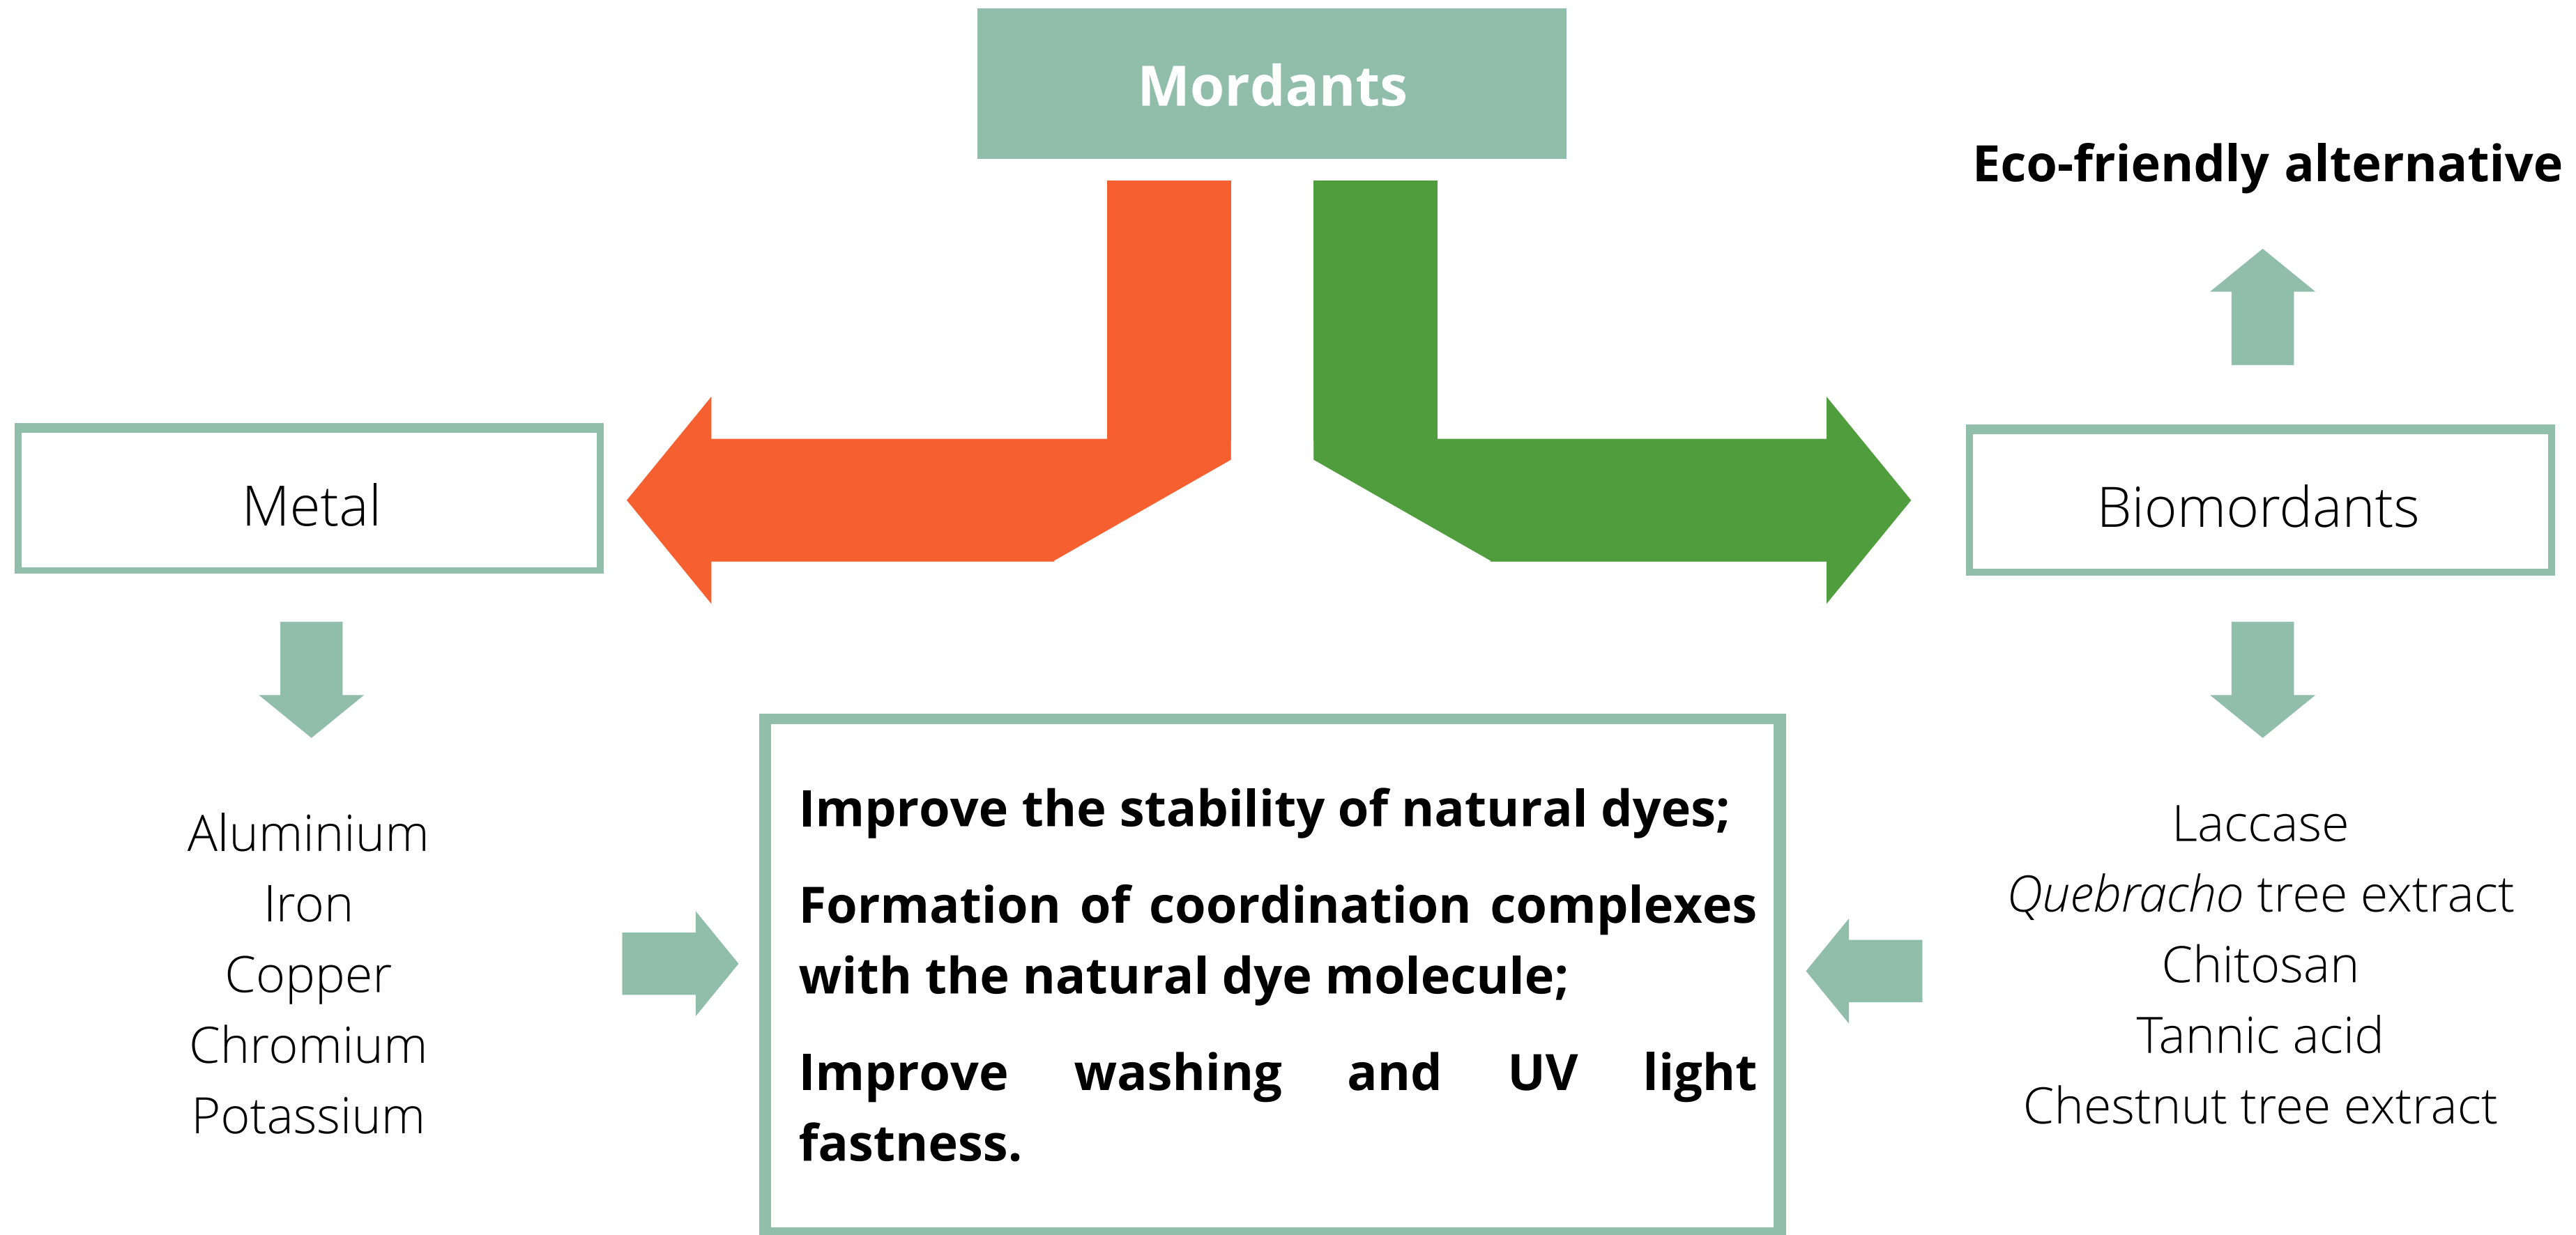 Mordants
Eco-friendly alternative
Metal
Biomordants
Aluminium
Iron
Copper
Chromium
Potassium
Improve the stability of natural dyes;
Formation of coordination complexes
with the natural dye molecule;
Improve washing and UV light
fastness.
Laccase
Quebracho tree extract
Chitosan
Tannic acid
Chestnut tree extract